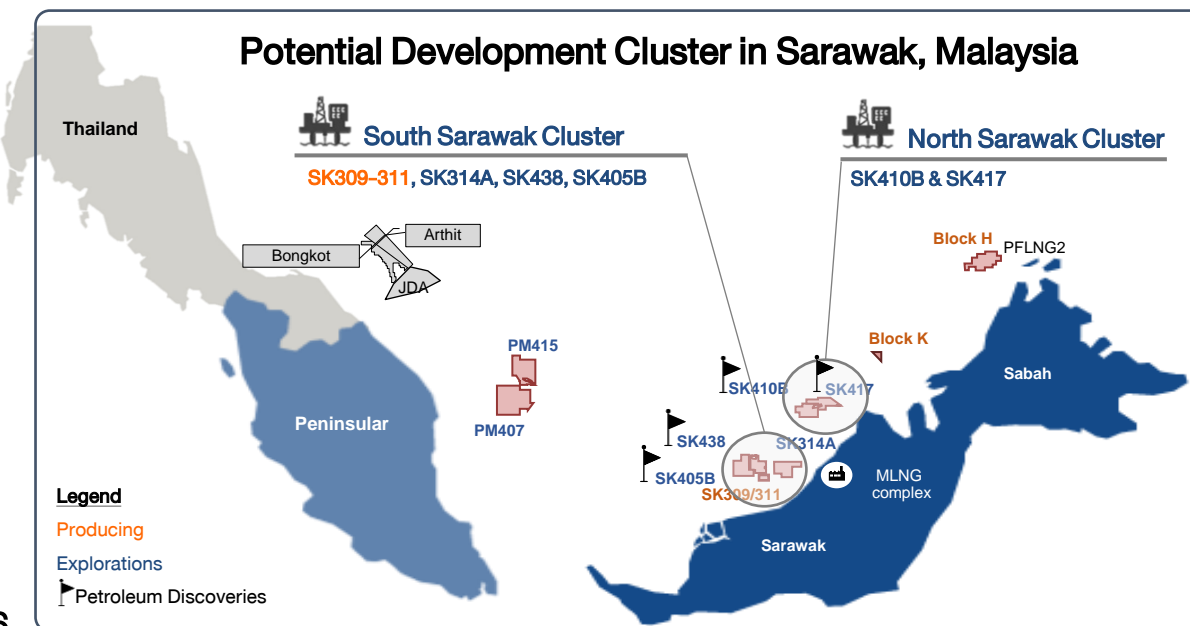 Potential Development Cluster in Sarawak, Malaysia
Thailand
South Sarawak Cluster
North Sarawak Cluster
SK309-311, SK314A, SK438, SK405B
SK410B & SK417
Arthit
Bongkot
JDA
Block H
PFLNG2
PM415
Block K
Sabah
SK410B
SK417
Peninsular
PM407
SK438
SK314A
SK405B
MLNG
complex
SK309/311
Legend
Producing
Sarawak
Explorations
Petroleum Discoveries